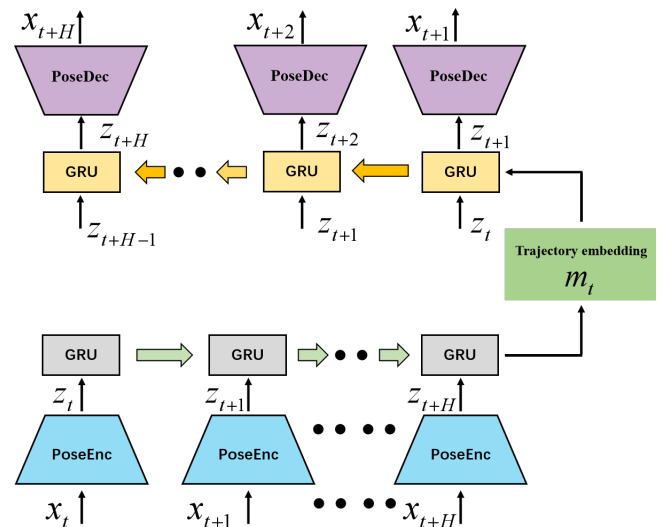 x_{t+H} x_{t+2} x_{t+1}
PoseDec PoseDec PoseDec
z_{t+H} z_{t+2} z_{t+1}
GRU GRU GRU
z_{t+H-1} z_{t+1} z_t
Trajectory embedding
m_t
GRU GRU GRU
z_t z_{t+1} z_{t+H}
PoseEnc PoseEnc PoseEnc
x_t x_{t+1} x_{t+H}